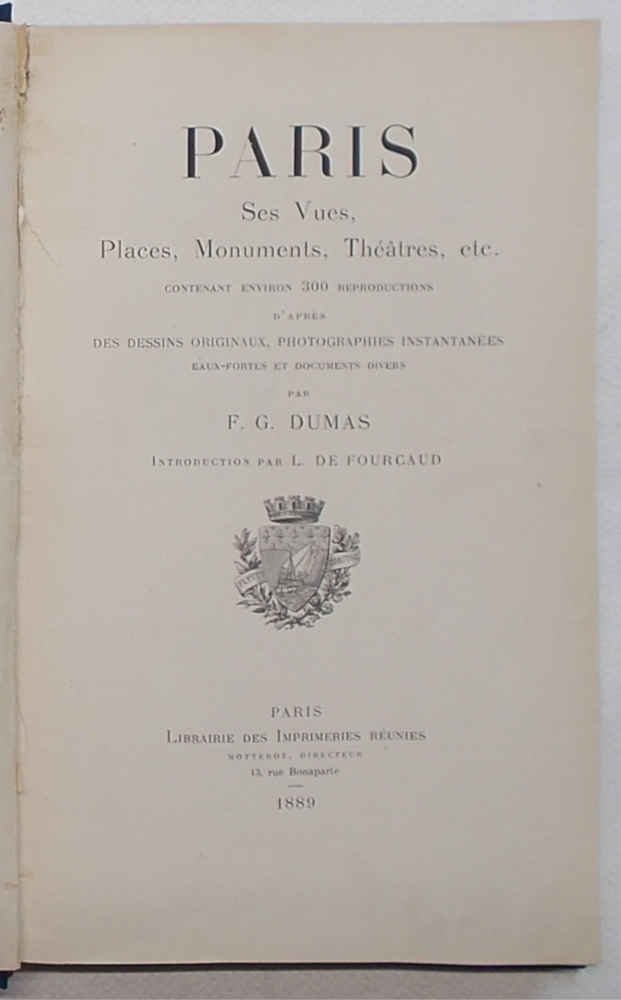 PARIS
Ses Vues,
Places, Monuments, Théâtres, etc.
CONTENANT ENVIRON 300 REPRODUCTIONS
D'APRÈS
DES DESSINS ORIGINAUX, PHOTOGRAPHIES INSTANTANÉES
EAUX-FORTES ET DOCUMENTS DIVERS
PAR
F. G. DUMAS
INTRODUCTION PAR L. DE FOURCAUD
PARIS
LIBRAIRIE DES IMPRIMERIES RÉUNIES
MOTTEROZ, DIRECTEUR
13, rue Bonaparte
1889